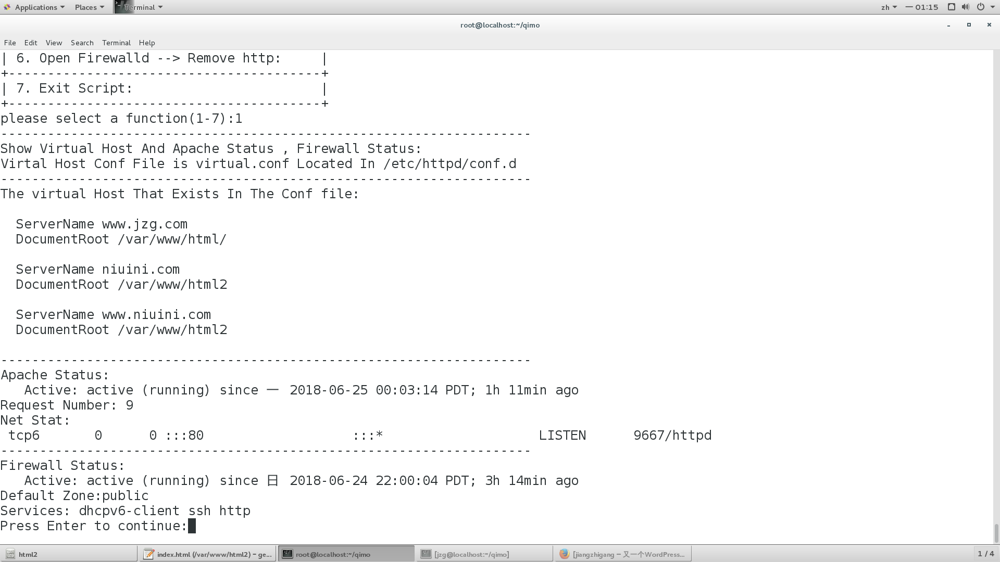 Applications Places Terminal zh 一 01:15
root@localhost:~/qimo
File Edit View Search Terminal Help
| 6. Open Firewalld --> Remove http: |
+----------------------------------------+
| 7. Exit Script: |
+----------------------------------------+
please select a function(1-7):1
--------------------------------------------------------------------
Show Virtual Host And Apache Status , Firewall Status:
Virtal Host Conf File is virtual.conf Located In /etc/httpd/conf.d
--------------------------------------------------------------------
The virtual Host That Exists In The Conf file:
ServerName www.jzg.com
DocumentRoot /var/www/html/
ServerName niuini.com
DocumentRoot /var/www/html2
ServerName www.niuini.com
DocumentRoot /var/www/html2
--------------------------------------------------------------------
Apache Status:
Active: active (running) since 一 2018-06-25 00:03:14 PDT; 1h 11min ago
Request Number: 9
Net Stat:
tcp6 0 0 :::80 :::* LISTEN 9667/httpd
--------------------------------------------------------------------
Firewall Status:
Active: active (running) since 日 2018-06-24 22:00:04 PDT; 3h 14min ago
Default Zone:public
Services: dhcpv6-client ssh http
Press Enter to continue:
html2 index.html (/var/www/html2) – ge... root@localhost:~/qimo [jzg@localhost:~/qimo] [jiangzhigang – 又一个WordPress... 1 / 4